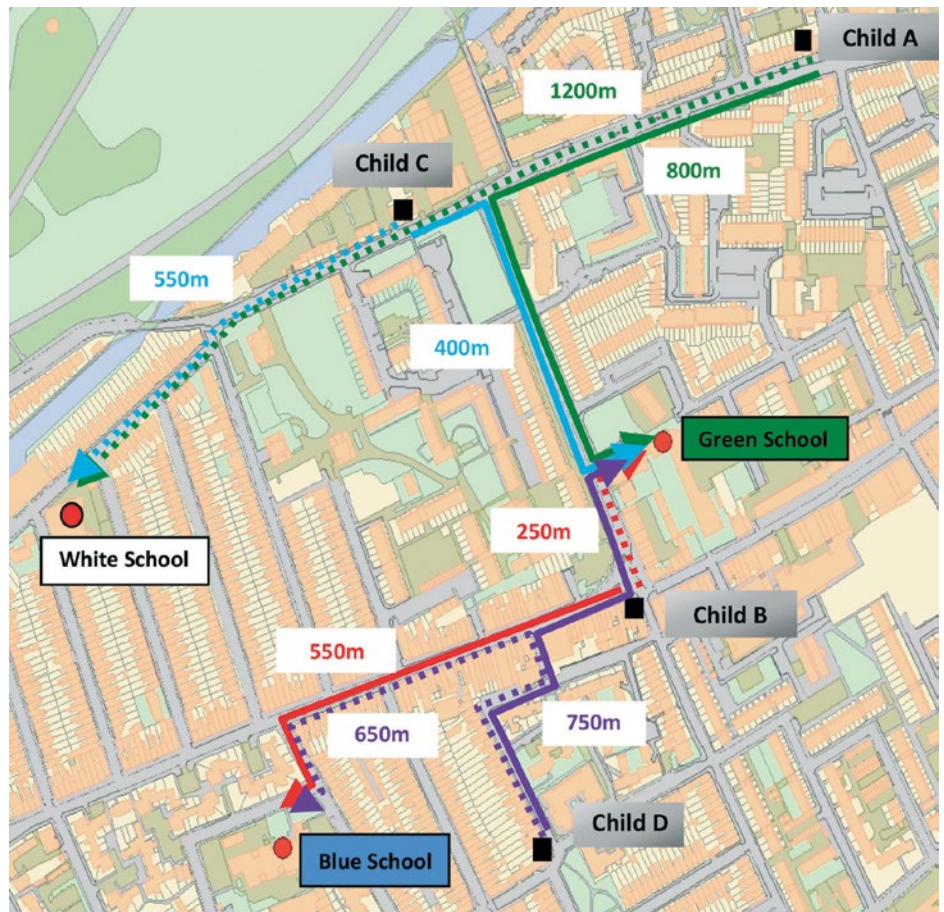 Child A
1200m
Child C
800m
550m
400m
Green School
250m
White School
Child B
550m
650m
750m
Child D
Blue School